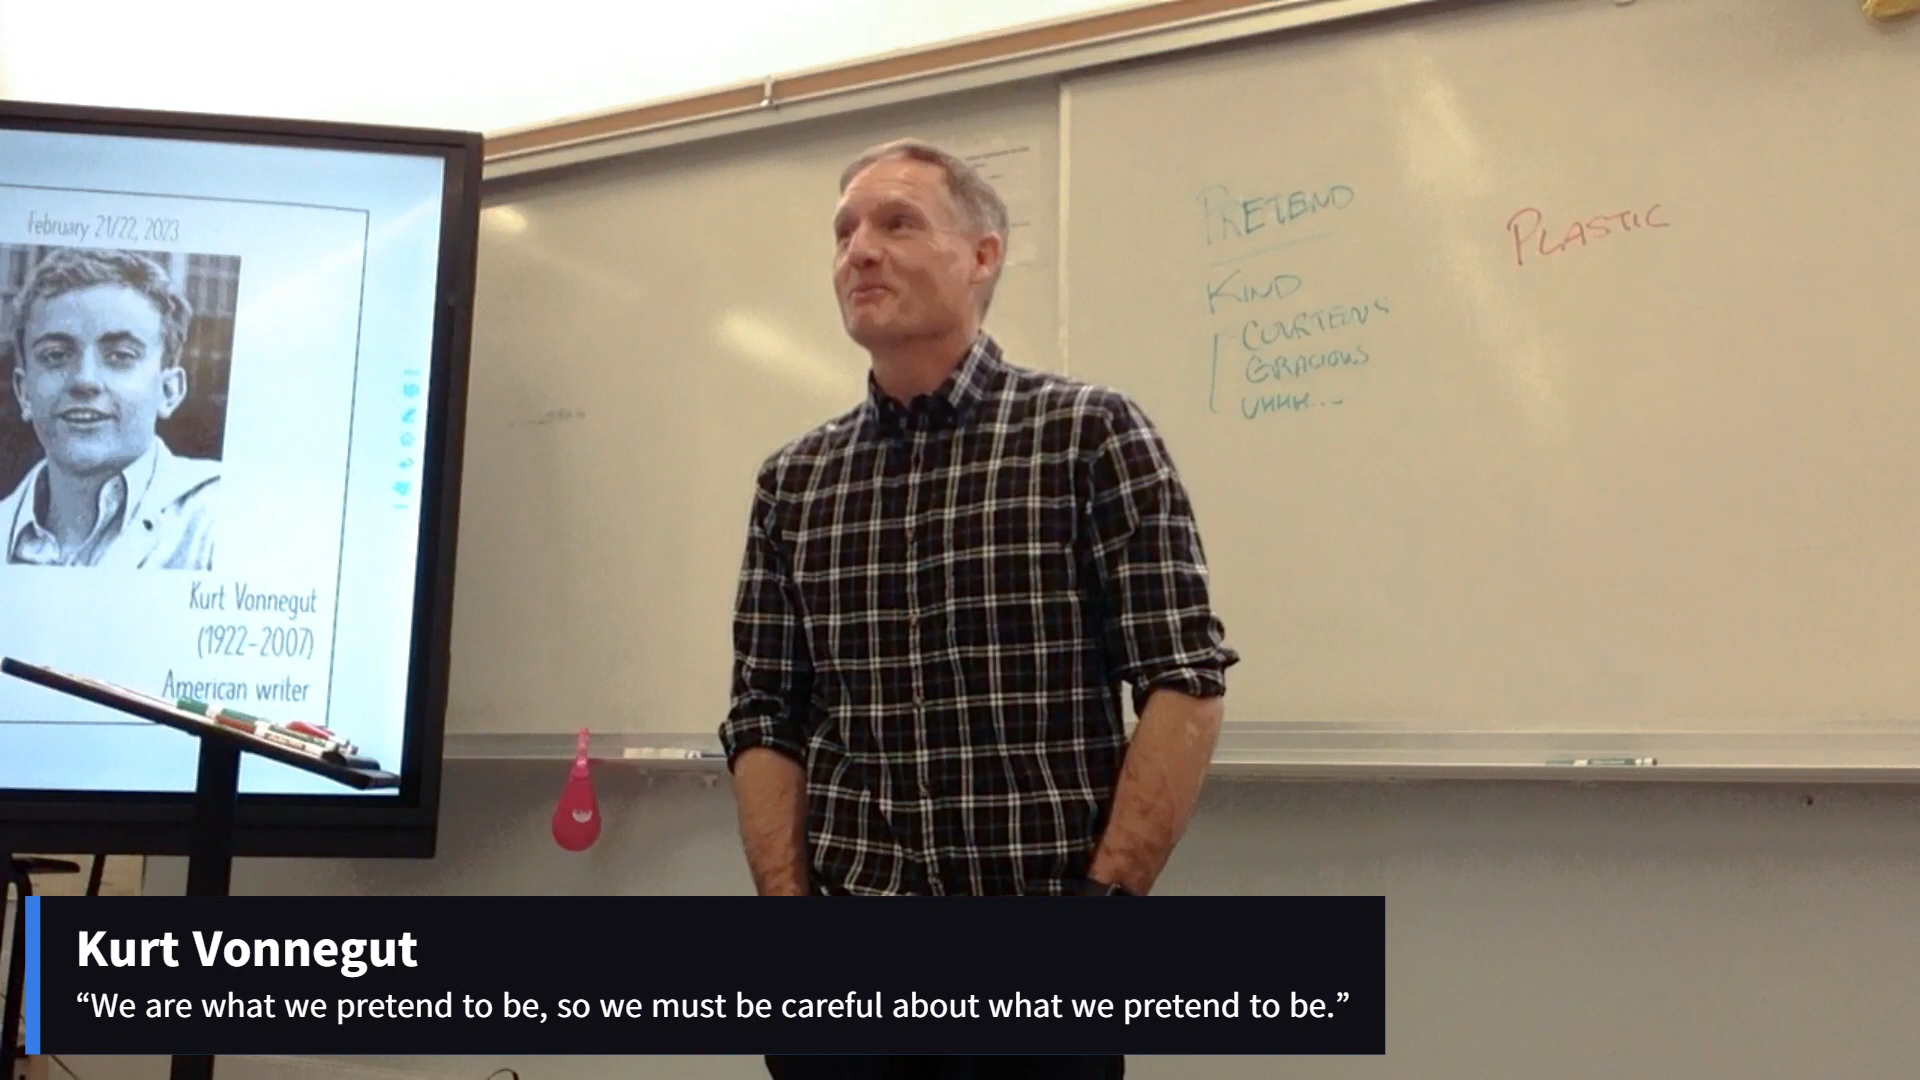 February 21/22, 2023
Kurt Vonnegut
(1922-2007)
American writer
PRETEND
KIND
COURTEOUS
GRACIOUS
UHHH...
PLASTIC
Kurt Vonnegut
“We are what we pretend to be, so we must be careful about what we pretend to be.”